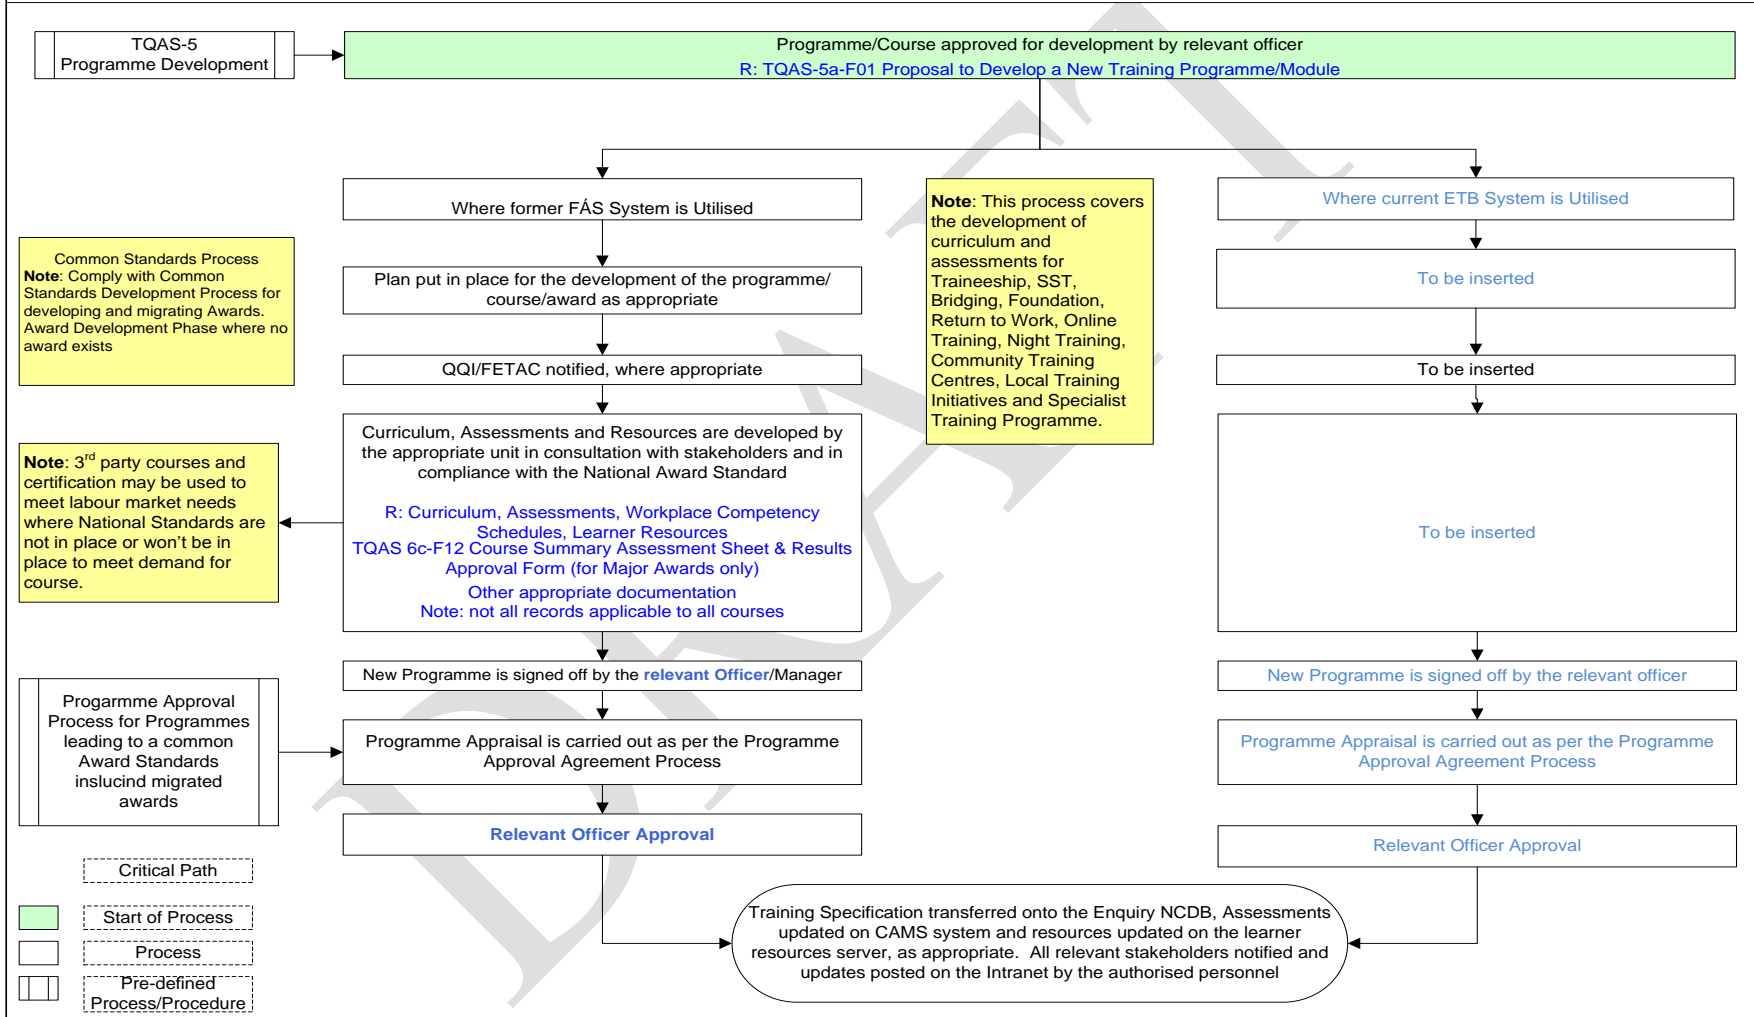 TQAS-5
Programme Development
Programme/Course approved for development by relevant officer
R: TQAS-5a-F01 Proposal to Develop a New Training Programme/Module
Where former FÁS System is Utilised
Note: This process covers
the development of
curriculum and
assessments for
Traineeship, SST,
Bridging, Foundation,
Return to Work, Online
Training, Night Training,
Community Training
Centres, Local Training
Initiatives and Specialist
Training Programme.
Where current ETB System is Utilised
Common Standards Process
Note: Comply with Common
Standards Development Process for
developing and migrating Awards.
Award Development Phase where no
award exists
Plan put in place for the development of the programme/
course/award as appropriate
To be inserted
QQI/FETAC notified, where appropriate
To be inserted
Note: 3rd party courses and
certification may be used to
meet labour market needs
where National Standards are
not in place or won't be in
place to meet demand for
course.
Curriculum, Assessments and Resources are developed by
the appropriate unit in consultation with stakeholders and in
compliance with the National Award Standard
R: Curriculum, Assessments, Workplace Competency
Schedules, Learner Resources
TQAS 6c-F12 Course Summary Assessment Sheet & Results
Approval Form (for Major Awards only)
Other appropriate documentation
Note: not all records applicable to all courses
To be inserted
New Programme is signed off by the relevant Officer/Manager
New Programme is signed off by the relevant officer
Progarmme Approval
Process for Programmes
leading to a common
Award Standards
inslucind migrated
awards
Programme Appraisal is carried out as per the Programme
Approval Agreement Process
Programme Appraisal is carried out as per the Programme
Approval Agreement Process
Relevant Officer Approval
Relevant Officer Approval
Critical Path
Start of Process
Process
Pre-defined
Process/Procedure
Training Specification transferred onto the Enquiry NCDB, Assessments
updated on CAMS system and resources updated on the learner
resources server, as appropriate. All relevant stakeholders notified and
updates posted on the Intranet by the authorised personnel
DRAFT